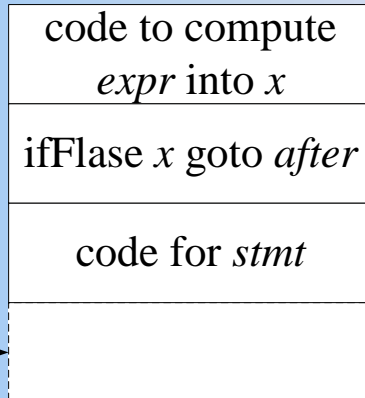 code to compute
expr into x
ifFlase x goto after
code for stmt